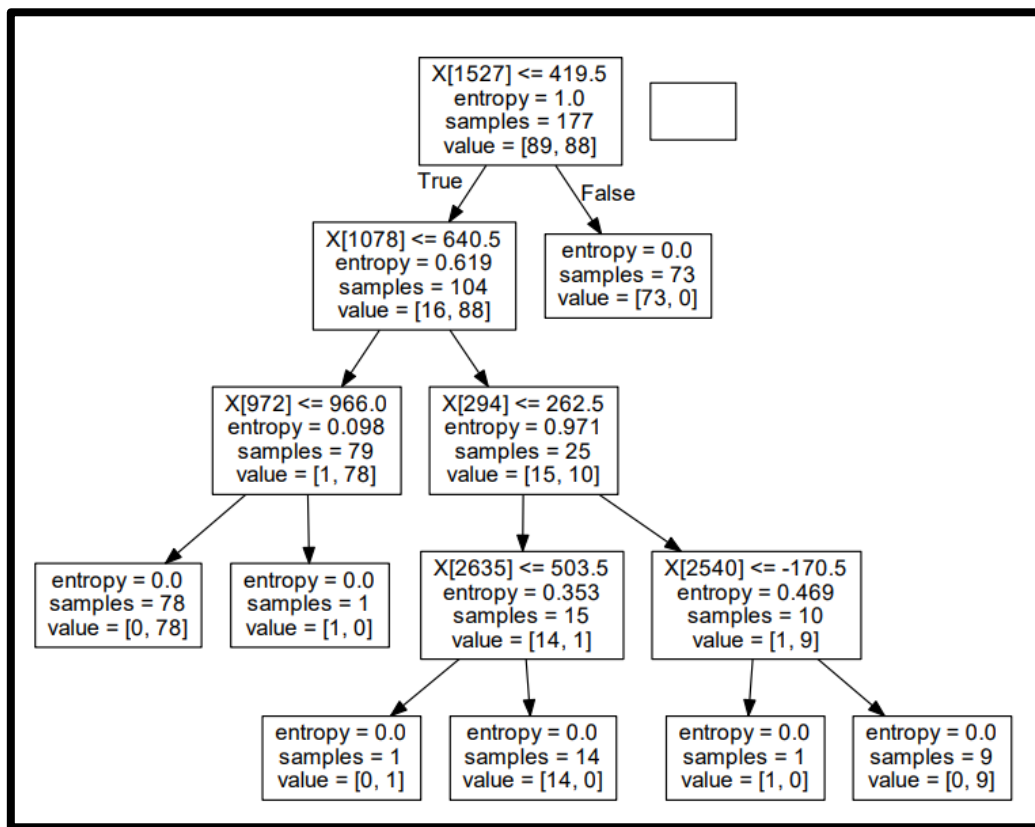 X[1527] <= 419.5
entropy = 1.0
samples = 177
value = [89, 88]
True
False
X[1078] <= 640.5
entropy = 0.619
samples = 104
value = [16, 88]
entropy = 0.0
samples = 73
value = [73, 0]
X[972] <= 966.0
entropy = 0.098
samples = 79
value = [1, 78]
X[294] <= 262.5
entropy = 0.971
samples = 25
value = [15, 10]
entropy = 0.0
samples = 78
value = [0, 78]
entropy = 0.0
samples = 1
value = [1, 0]
X[2635] <= 503.5
entropy = 0.353
samples = 15
value = [14, 1]
X[2540] <= -170.5
entropy = 0.469
samples = 10
value = [1, 9]
entropy = 0.0
samples = 1
value = [0, 1]
entropy = 0.0
samples = 14
value = [14, 0]
entropy = 0.0
samples = 1
value = [1, 0]
entropy = 0.0
samples = 9
value = [0, 9]